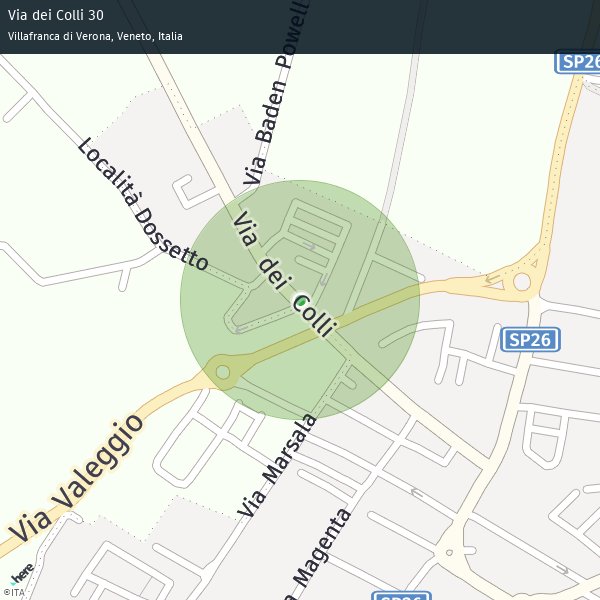 Via dei Colli 30
Villafranca di Verona, Veneto, Italia
SP26
Via Baden Powell
Località Dossetto
Via dei Colli
SP26
Via Valeggio
Via Marsala
Magenta
SP26
here
©ITA